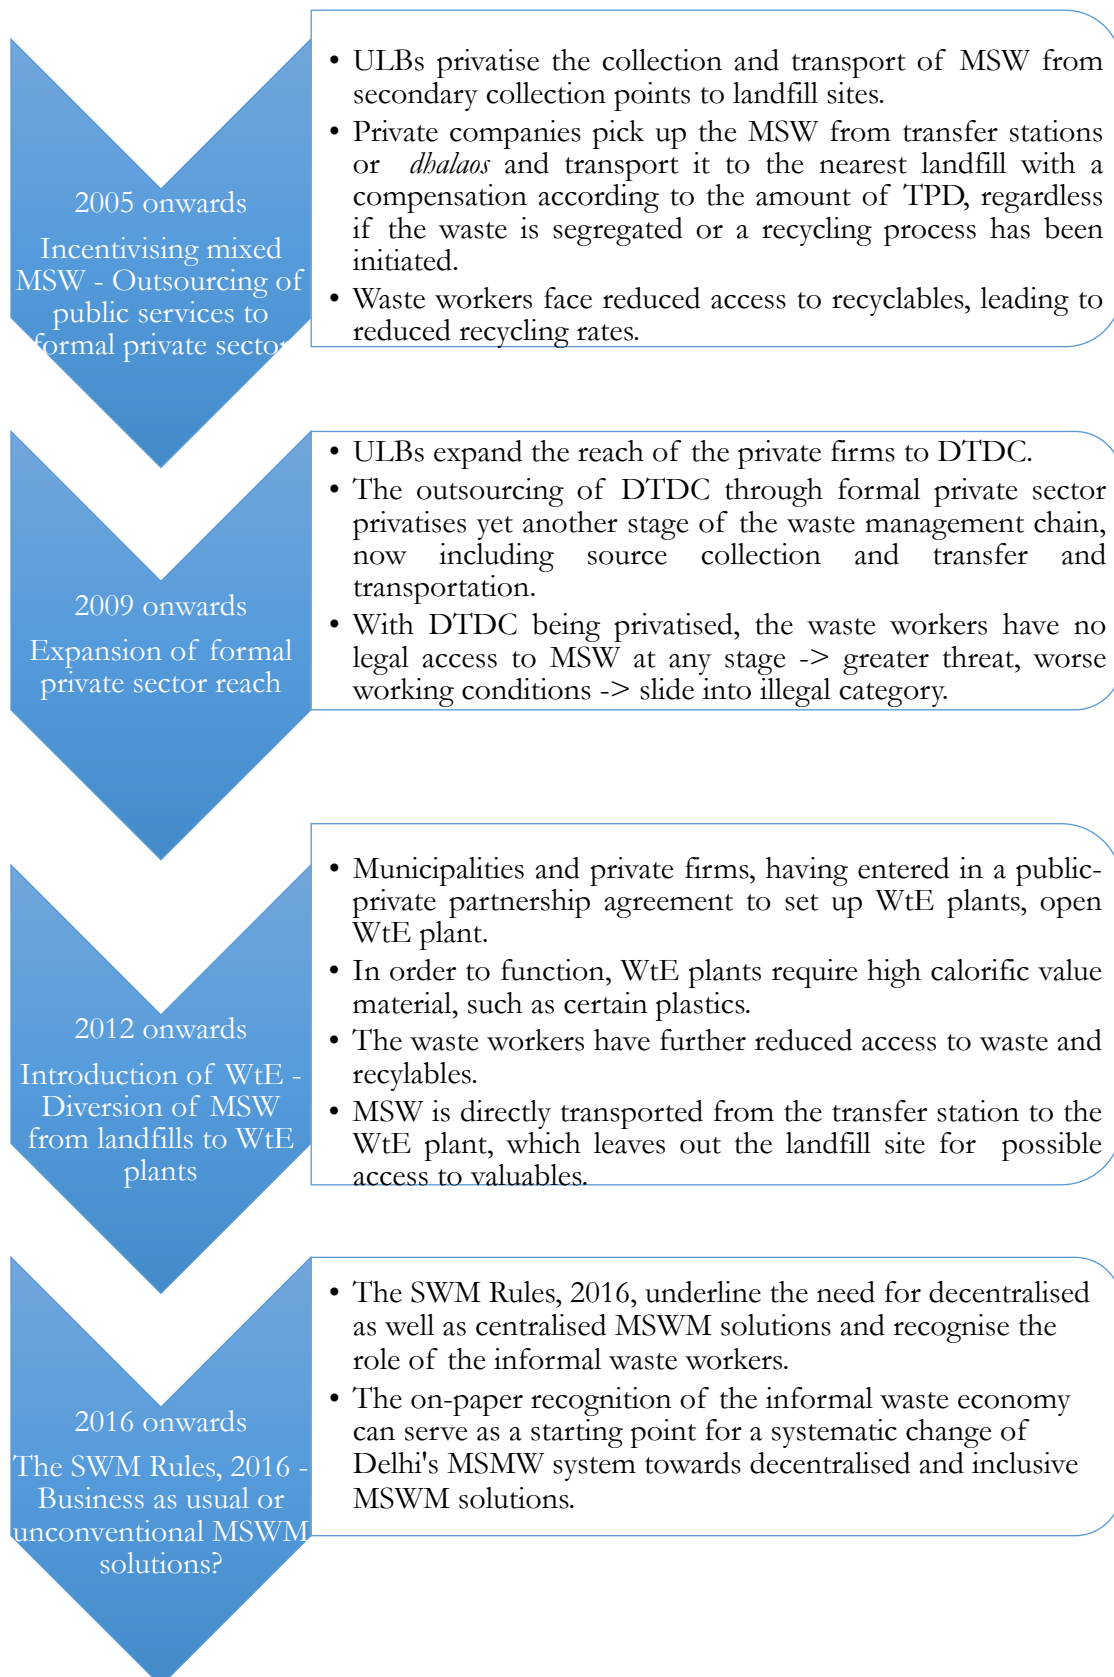 2005 onwards
Incentivising mixed
MSW - Outsourcing of
public services to
formal private sector
• ULBs privatise the collection and transport of MSW from
secondary collection points to landfill sites.
• Private companies pick up the MSW from transfer stations
or dhalaos and transport it to the nearest landfill with a
compensation according to the amount of TPD, regardless
if the waste is segregated or a recycling process has been
initiated.
• Waste workers face reduced access to recyclables, leading to
reduced recycling rates.
2009 onwards
Expansion of formal
private sector reach
• ULBs expand the reach of the private firms to DTDC.
• The outsourcing of DTDC through formal private sector
privatises yet another stage of the waste management chain,
now including source collection and transfer and
transportation.
• With DTDC being privatised, the waste workers have no
legal access to MSW at any stage -> greater threat, worse
working conditions -> slide into illegal category.
2012 onwards
Introduction of WtE -
Diversion of MSW
from landfills to WtE
plants
• Municipalities and private firms, having entered in a public-
private partnership agreement to set up WtE plants, open
WtE plant.
• In order to function, WtE plants require high calorific value
material, such as certain plastics.
• The waste workers have further reduced access to waste and
recylables.
• MSW is directly transported from the transfer station to the
WtE plant, which leaves out the landfill site for possible
access to valuables.
2016 onwards
The SWM Rules, 2016 -
Business as usual or
unconventional MSWM
solutions?
• The SWM Rules, 2016, underline the need for decentralised
as well as centralised MSWM solutions and recognise the
role of the informal waste workers.
• The on-paper recognition of the informal waste economy
can serve as a starting point for a systematic change of
Delhi's MSMW system towards decentralised and inclusive
MSWM solutions.